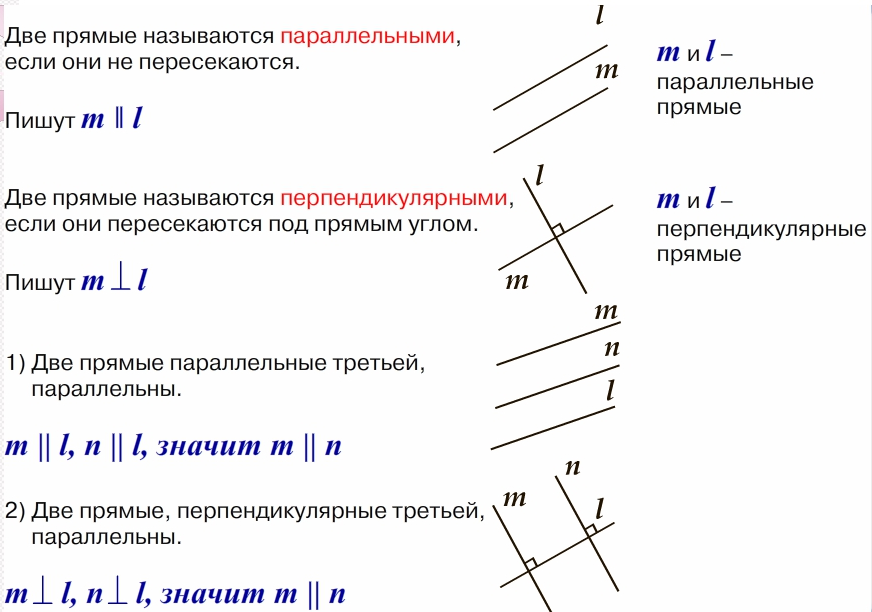 Две прямые называются параллельными,
если они не пересекаются.
Пишут m || l
l
m
m и l –
параллельные
прямые
Две прямые называются перпендикулярными,
если они пересекаются под прямым углом.
Пишут m ⊥ l
l
m
m и l –
перпендикулярные
прямые
1) Две прямые параллельные третьей,
параллельны.
m || l, n || l, значит m || n
m
n
l
2) Две прямые, перпендикулярные третьей,
параллельны.
m ⊥ l, n ⊥ l, значит m || n
m
n
l